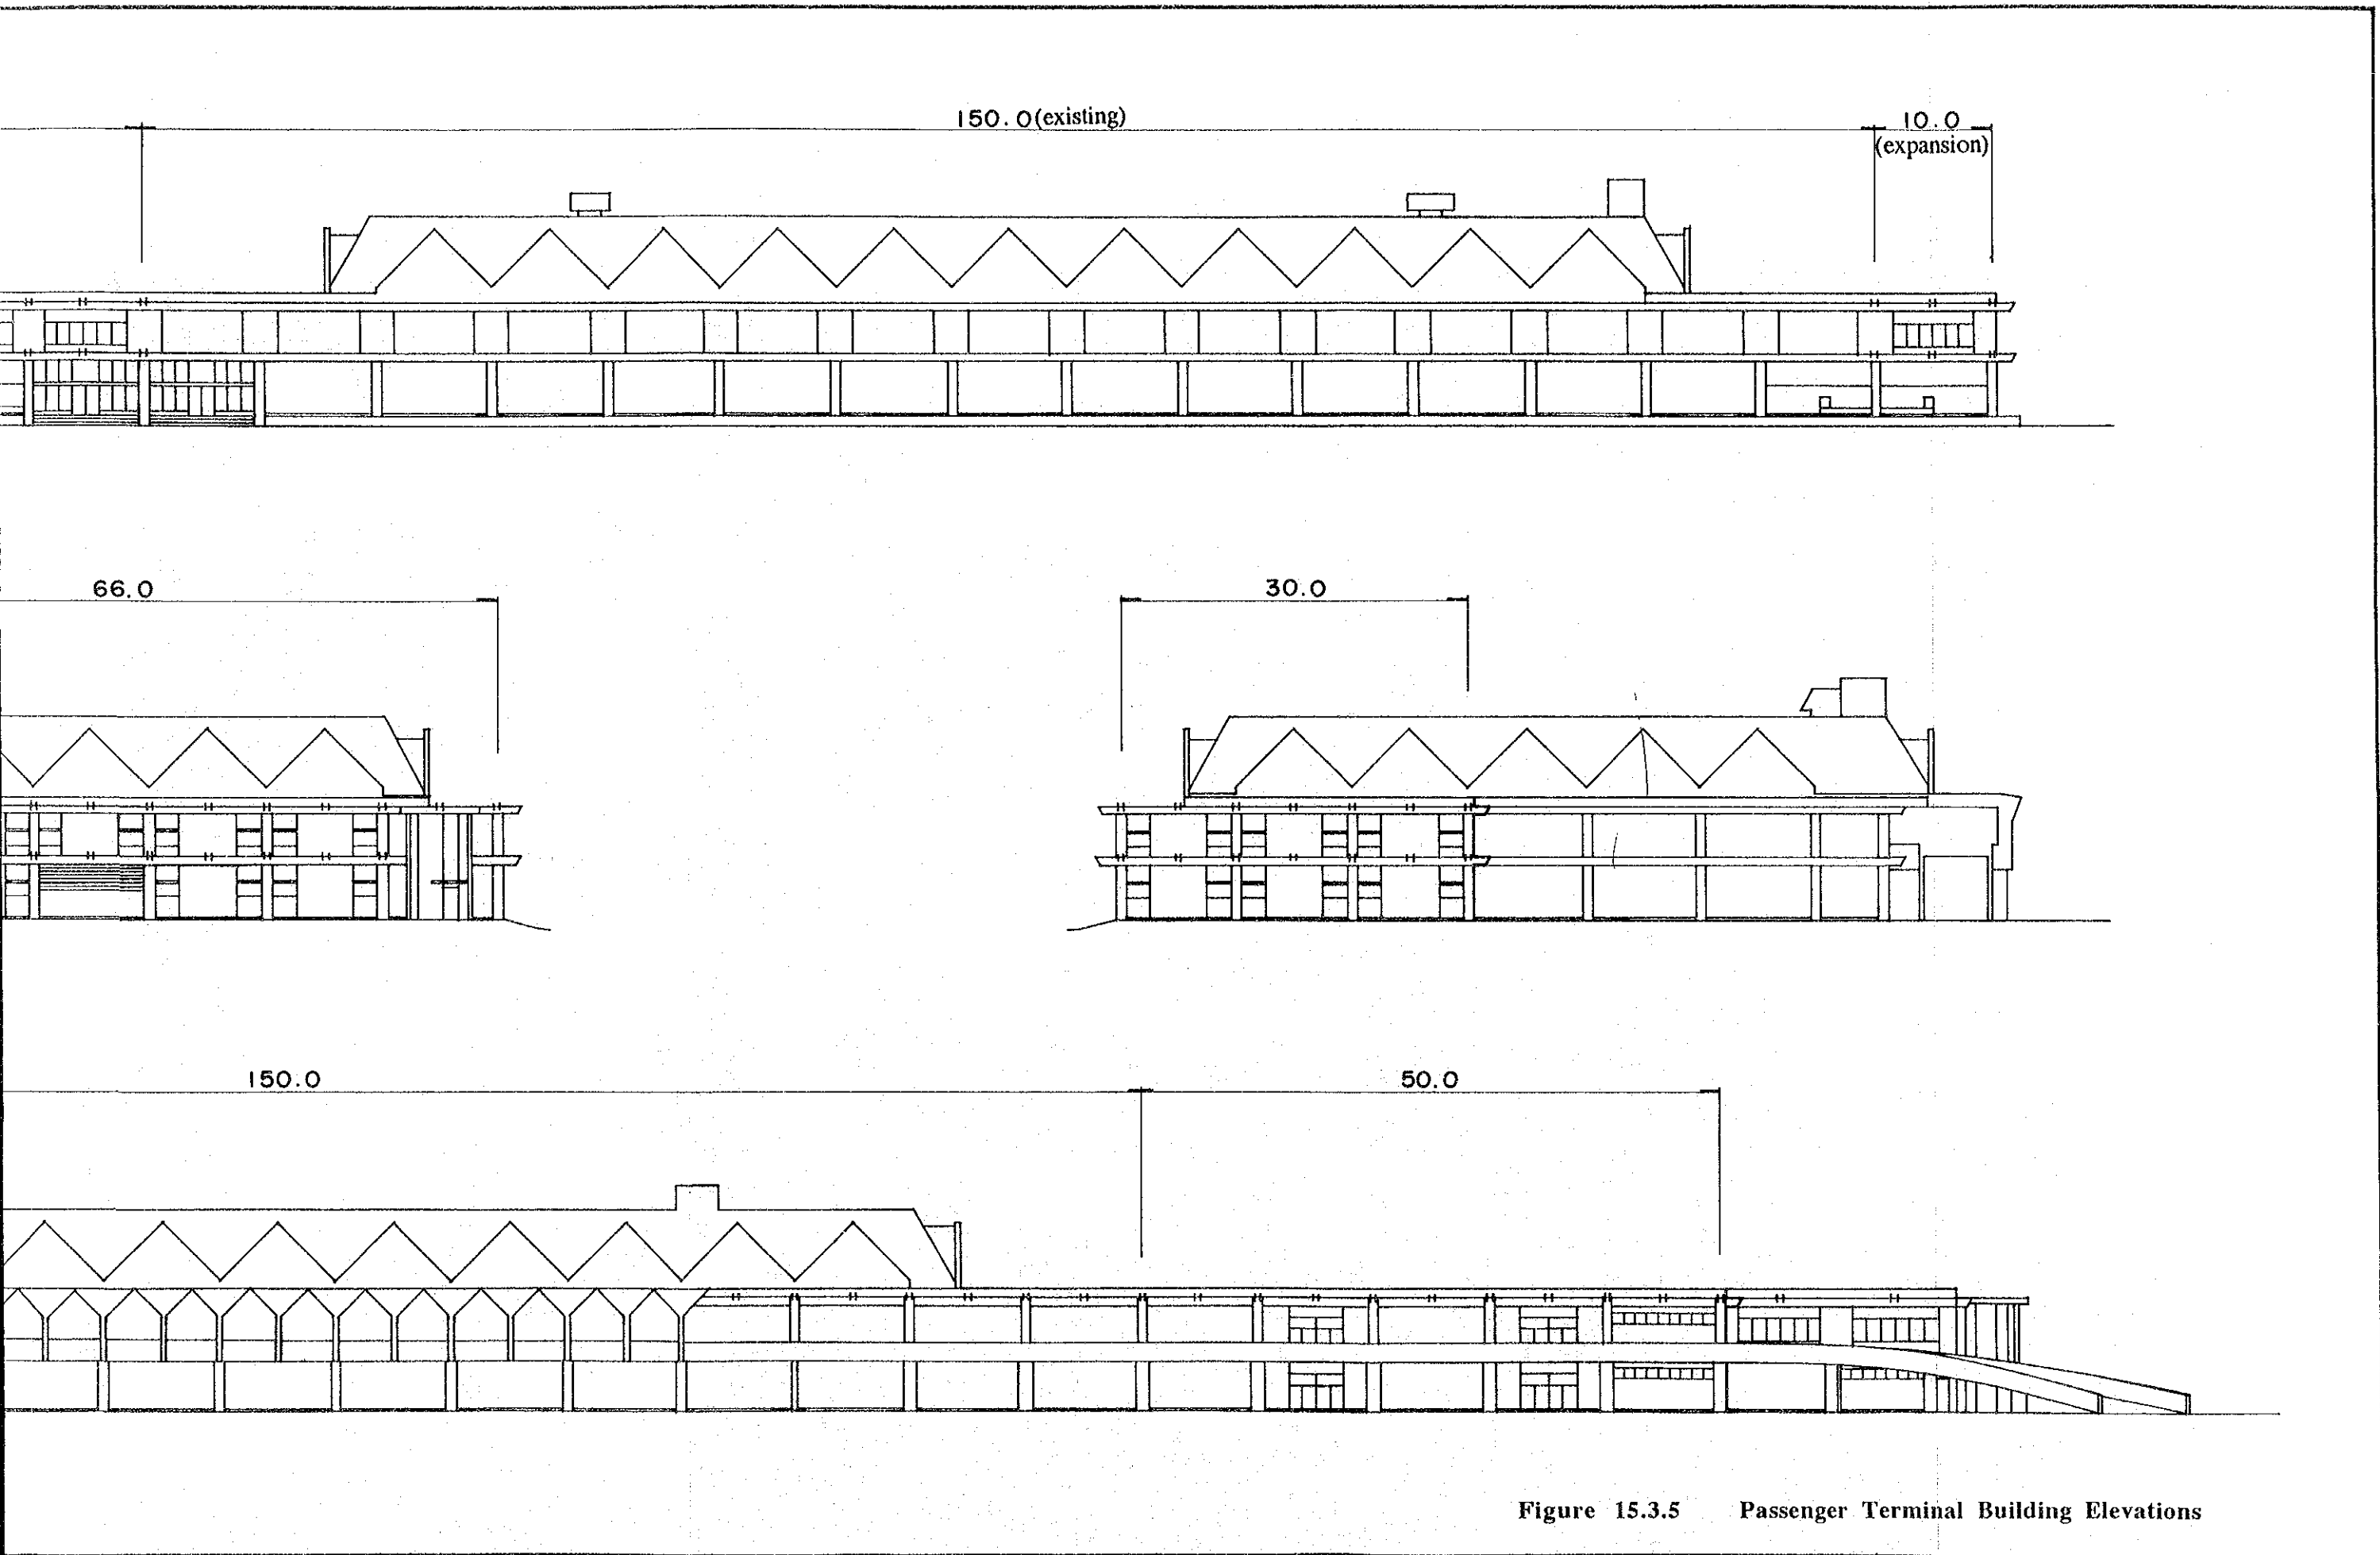 150.0(existing)
10.0
(expansion)
66.0
30.0
150.0
50.0
Figure 15.3.5 Passenger Terminal Building Elevations